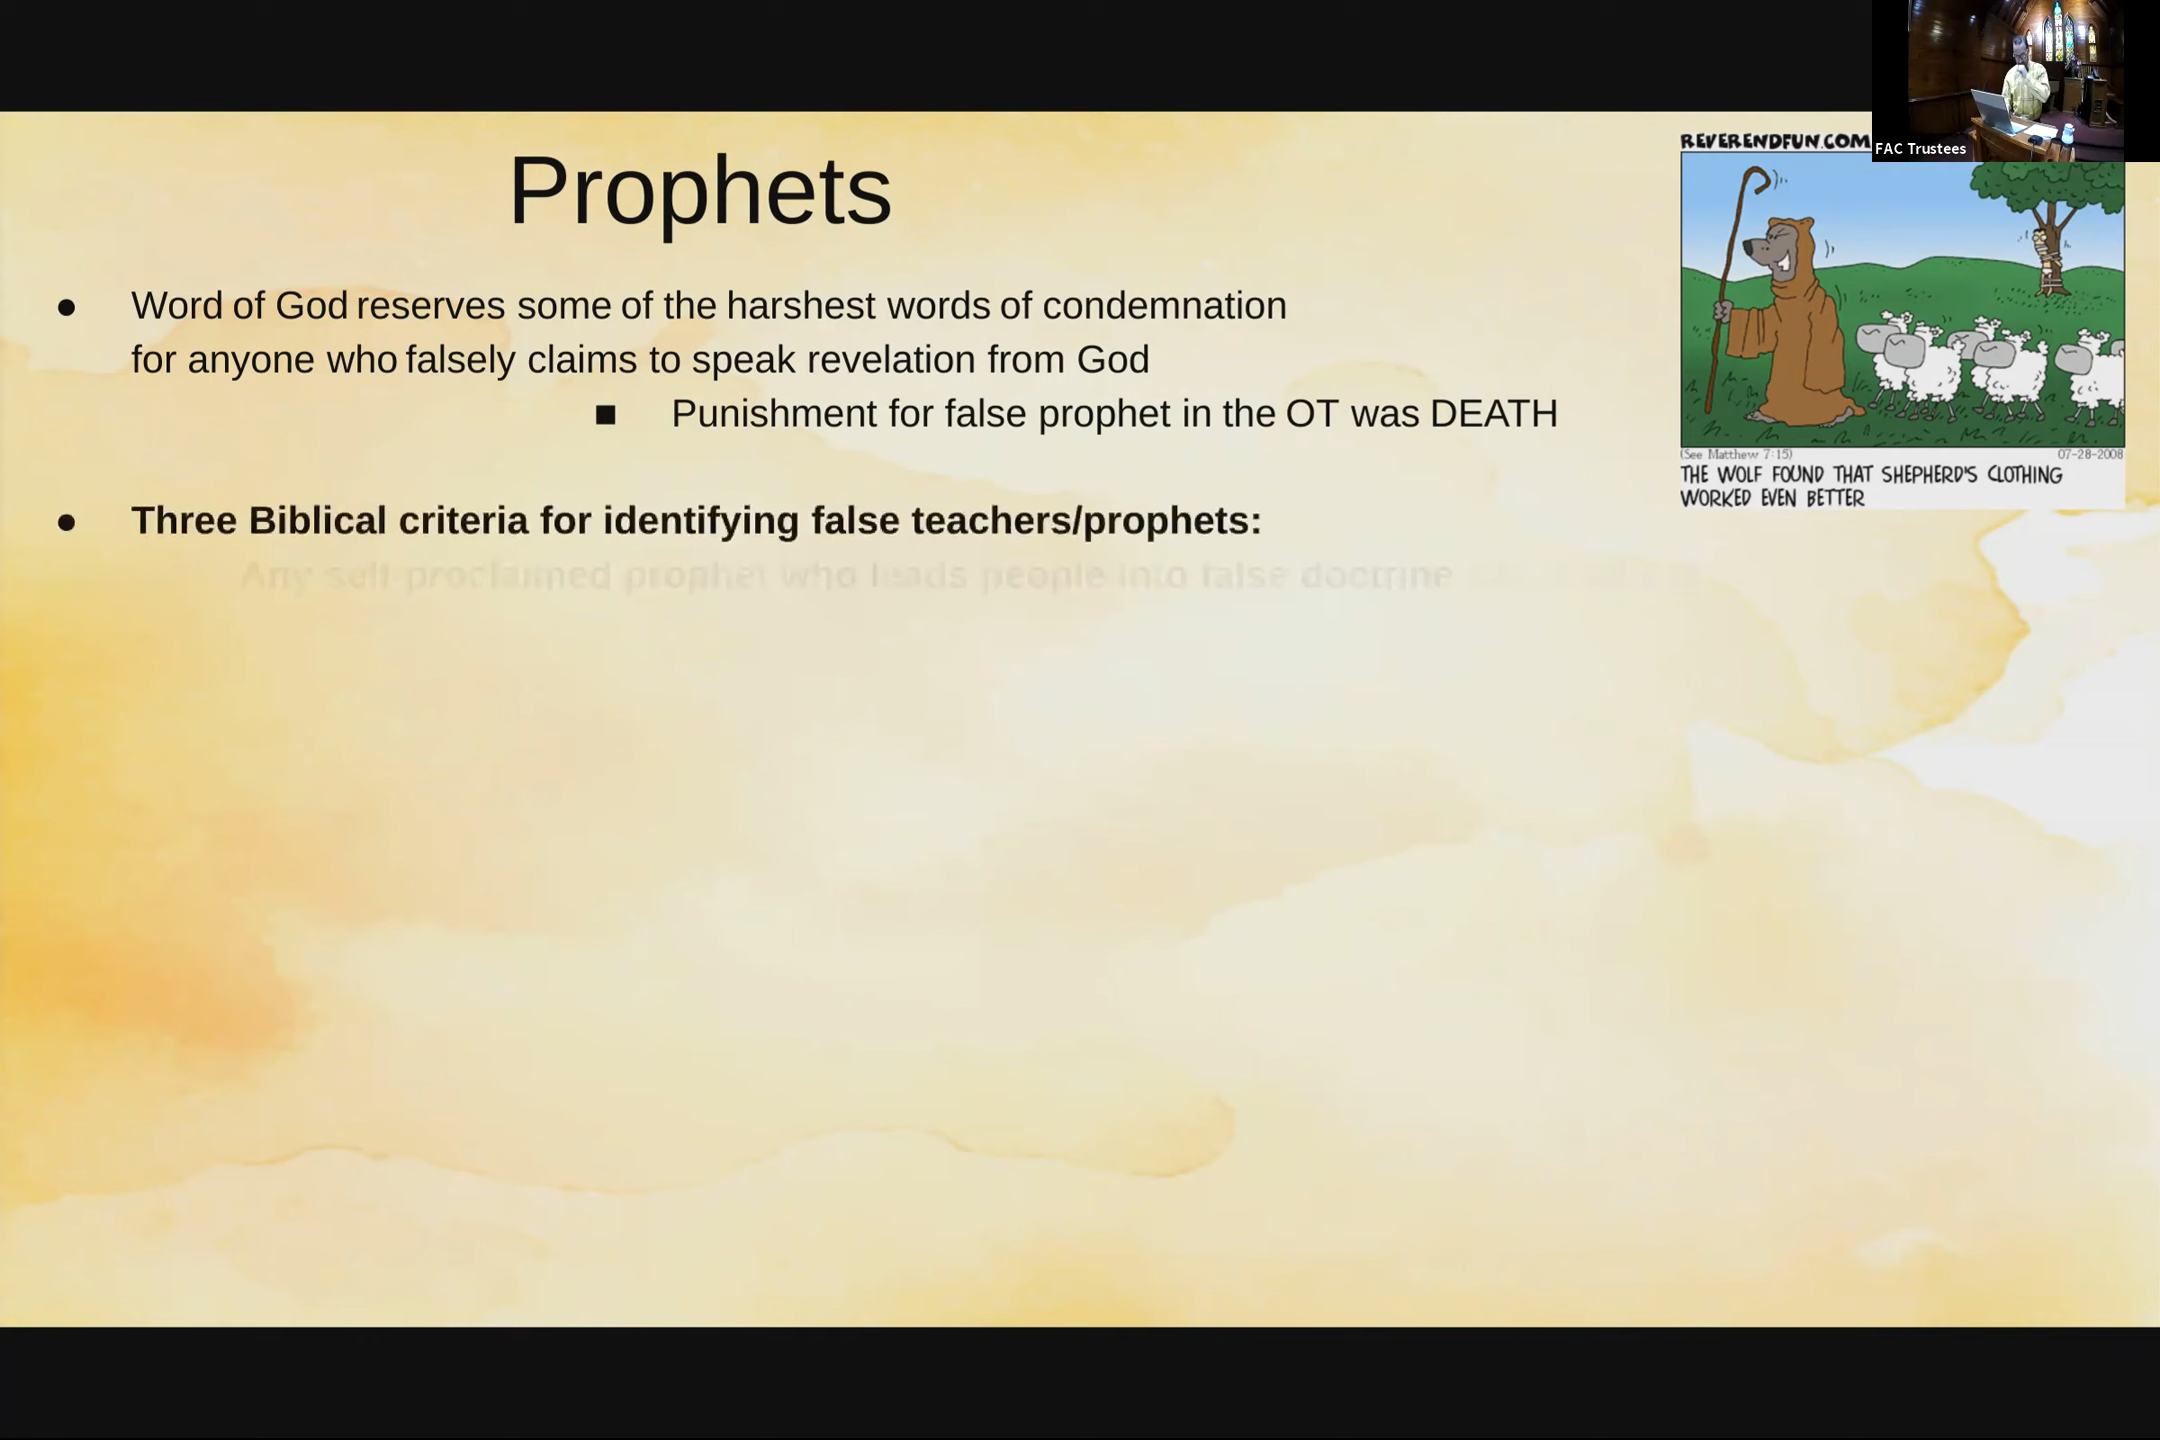 Prophets
● Word of God reserves some of the harshest words of condemnation
for anyone who falsely claims to speak revelation from God
■ Punishment for false prophet in the OT was DEATH
● Three Biblical criteria for identifying false teachers/prophets:
Any self-proclaimed prophet who leads people into false doctrine
REVERENDFUN.COM
(See Matthew 7:15) 07-28-2008
THE WOLF FOUND THAT SHEPHERD'S CLOTHING
WORKED EVEN BETTER
FAC Trustees